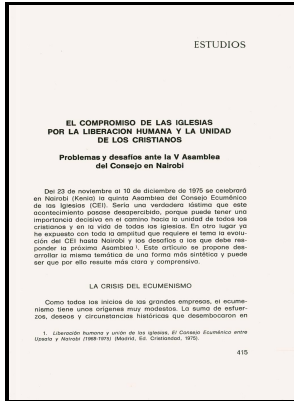 ESTUDIOS
EL COMPROMISO DE LAS IGLESIAS
POR LA LIBERACION HUMANA Y LA UNIDAD
DE LOS CRISTIANOS
Problemas y desafíos ante la V Asamblea
del Consejo en Nairobi
Del 23 de noviembre al 10 de diciembre de 1975 se celebrará
en Nairobi (Kenia) la quinta Asamblea del Consejo Ecuménico
de las Iglesias (CEI). Sería una verdadera lástima que este
acontecimiento pasase desapercibido, porque puede tener una
importancia decisiva en el camino hacia la unidad de todos los
cristianos y en la vida de todas las iglesias. En otro lugar ya
he expuesto con toda la amplitud que requiere el tema la evolu-
ción del CEI hasta Nairobi y los desafíos a los que debe res-
ponder la próxima Asamblea 1. Este artículo se propone des-
arrollar la misma temática de una forma más sintética y puede
ser que por ello resulte más clara y comprensiva.
LA CRISIS DEL ECUMENISMO
Como todos los inicios de las grandes empresas, el ecume-
nismo tiene unos orígenes muy modestos. La suma de esfuer-
zos, deseos y circunstancias históricas que desembocaron en
1. Liberación humana y unión de las iglesias. El Consejo Ecuménico entre
Upsala y Nairobi (1968-1975) (Madrid, Ed. Cristiandad, 1975).
415